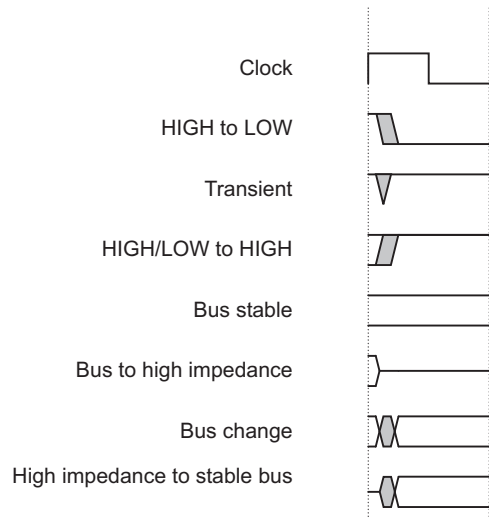 Clock
HIGH to LOW
Transient
HIGH/LOW to HIGH
Bus stable
Bus to high impedance
Bus change
High impedance to stable bus